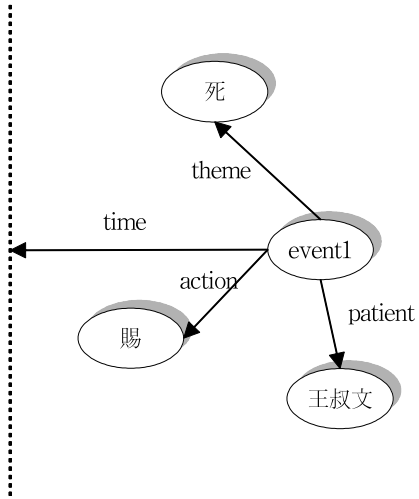 死
theme
time
event1
action
patient
賜
王叔文